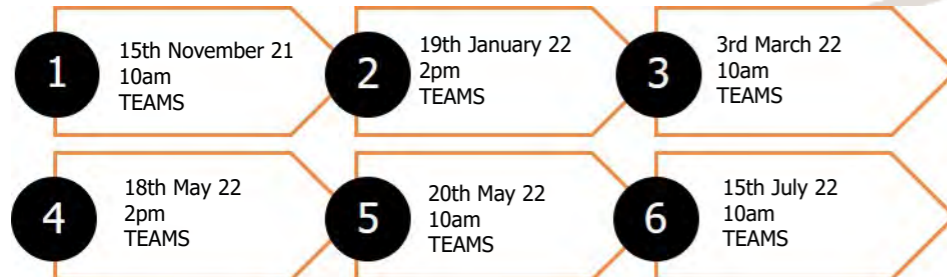 1
15th November 21
10am
TEAMS
2
19th January 22
2pm
TEAMS
3
3rd March 22
10am
TEAMS
4
18th May 22
2pm
TEAMS
5
20th May 22
10am
TEAMS
6
15th July 22
10am
TEAMS